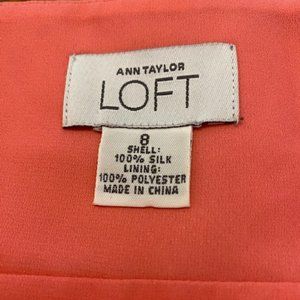 ANN TAYLOR
LOFT
8
SHELL:
100% SILK
LINING:
100% POLYESTER
MADE IN CHINA